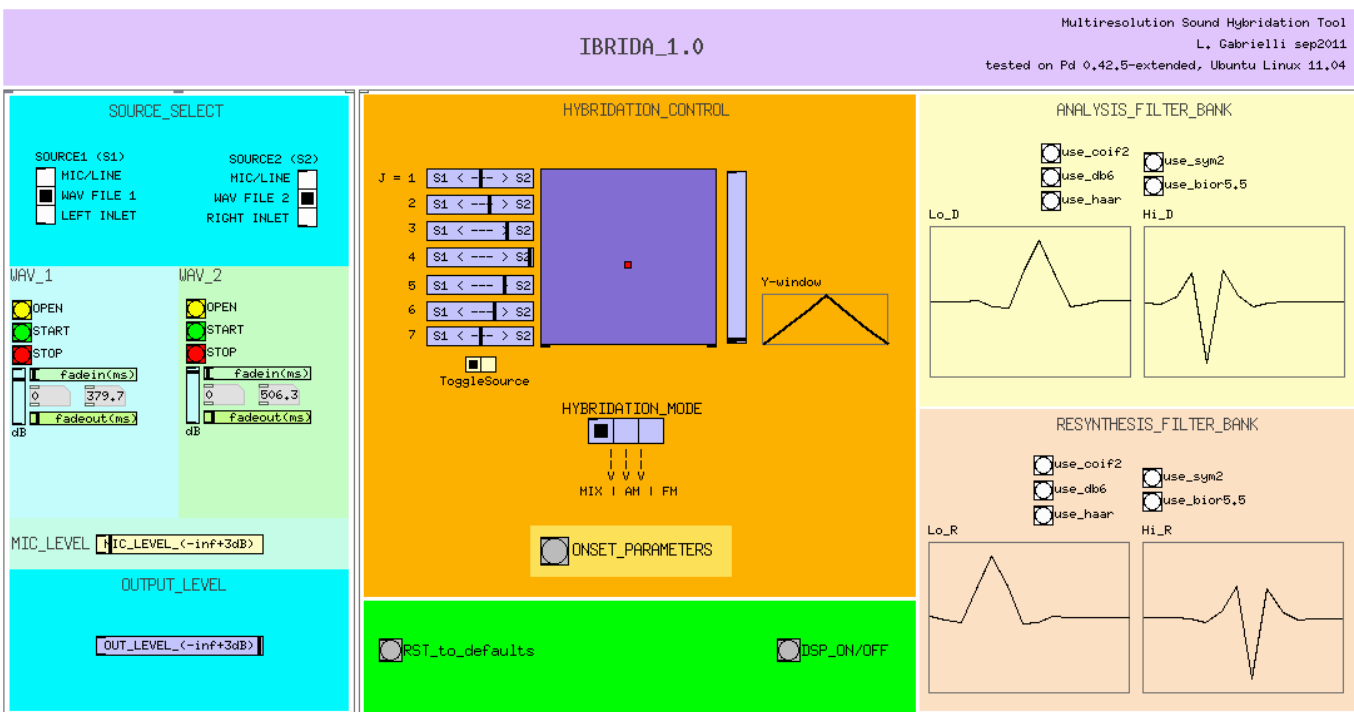 IBRIDA_1.0
Multiresolution Sound Hybridation Tool
L. Gabrielli sep2011
tested on Pd 0.42.5-extended, Ubuntu Linux 11.04
SOURCE_SELECT
SOURCE1 (S1)
MIC/LINE
WAV FILE 1
LEFT INLET
SOURCE2 (S2)
MIC/LINE
WAV FILE 2
RIGHT INLET
WAV_1
OPEN
START
STOP
fadein(ms)
0 379.7
fadeout(ms)
dB
WAV_2
OPEN
START
STOP
fadein(ms)
0 506.3
fadeout(ms)
dB
MIC_LEVEL MIC_LEVEL_(-inf+3dB)
OUTPUT_LEVEL
OUT_LEVEL_(-inf+3dB)
HYBRIDATION_CONTROL
J = 1 S1 < --- > S2
2 S1 < --- > S2
3 S1 < --- > S2
4 S1 < --- > S2
5 S1 < --- > S2
6 S1 < --- > S2
7 S1 < --- > S2
ToggleSource
Y-window
HYBRIDATION_MODE
| | |
V V V
MIX | AM | FM
ONSET_PARAMETERS
RST_to_defaults
DSP_ON/OFF
ANALYSIS_FILTER_BANK
use_coif2
use_db6
use_haar
use_sym2
use_bior5.5
Lo_D
Hi_D
RESYNTHESIS_FILTER_BANK
use_coif2
use_db6
use_haar
use_sym2
use_bior5.5
Lo_R
Hi_R